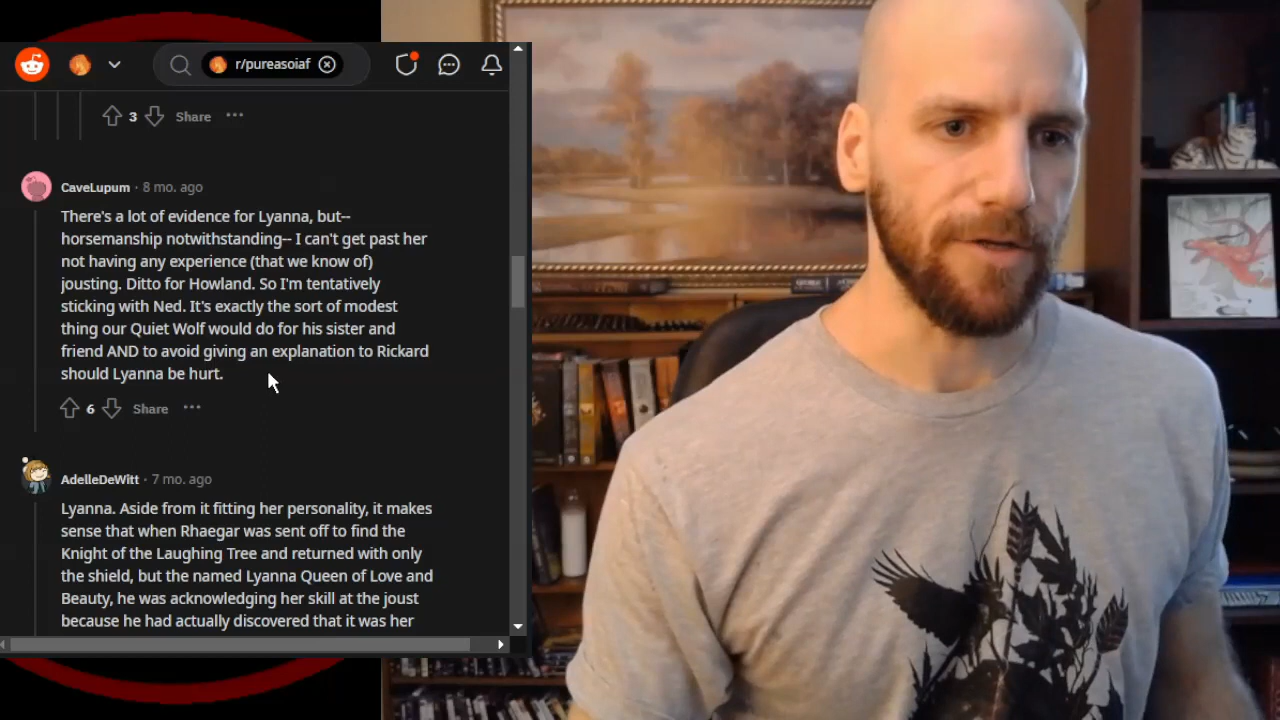 r/pureasoiaf
3 Share
CaveLupum · 8 mo. ago
There's a lot of evidence for Lyanna, but--
horsemanship notwithstanding-- I can't get past her
not having any experience (that we know of)
jousting. Ditto for Howland. So I'm tentatively
sticking with Ned. It's exactly the sort of modest
thing our Quiet Wolf would do for his sister and
friend AND to avoid giving an explanation to Rickard
should Lyanna be hurt.
6 Share
AdelleDeWitt · 7 mo. ago
Lyanna. Aside from it fitting her personality, it makes
sense that when Rhaegar was sent off to find the
Knight of the Laughing Tree and returned with only
the shield, but the named Lyanna Queen of Love and
Beauty, he was acknowledging her skill at the joust
because he had actually discovered that it was her